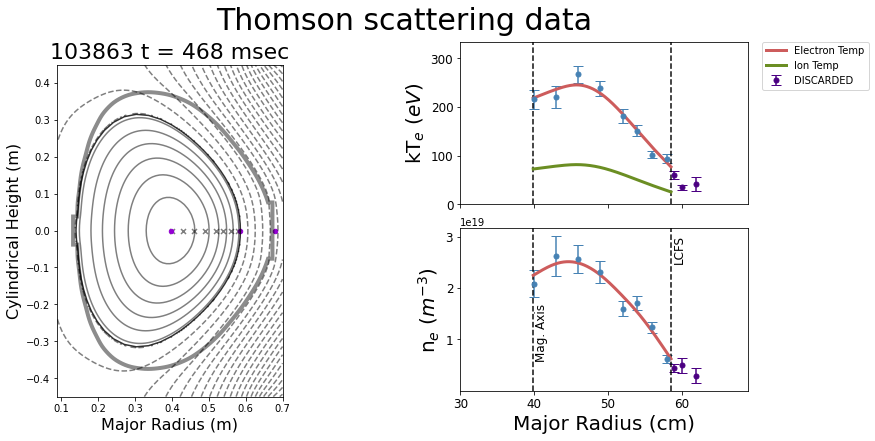 Thomson scattering data
103863 t = 468 msec
Cylindrical Height (m)
0.4
0.3
0.2
0.1
0.0
−0.1
−0.2
−0.3
−0.4
0.1 0.2 0.3 0.4 0.5 0.6 0.7
Major Radius (m)
kTe (eV)
300
200
100
0
Electron Temp
Ion Temp
DISCARDED
1e19
ne (m−3)
3
2
1
Mag. Axis
LCFS
30 40 50 60
Major Radius (cm)